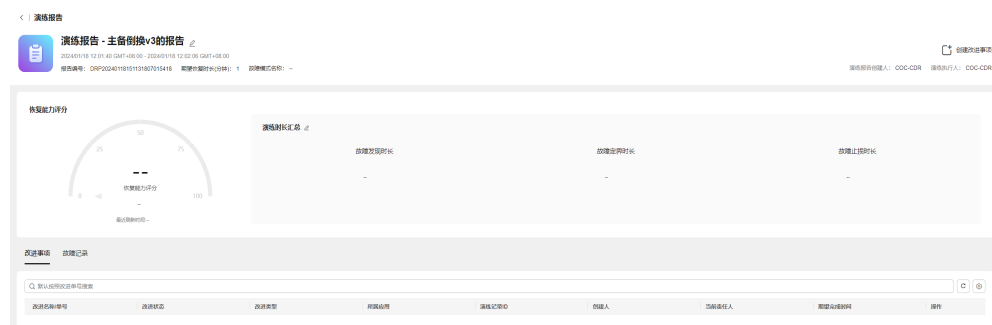 演练报告
演练报告 - 主备倒换v3的报告
2024/01/18 12:01:40 GMT+08:00 - 2024/01/18 12:02:06 GMT+08:00
报告编号： DRP20240118151131807015418 期望恢复时长(分钟)： 1 故障模式名称： --
创建改进事项
演练报告创建人： COC-CDR 演练执行人： COC-CDR
恢复能力评分
50
25 75
0 100
--
恢复能力评分
--
最近刷新时间 --
演练时长汇总
故障发现时长 故障定界时长 故障止损时长
-- -- --
改进事项 故障记录
默认按照改进单号搜索
改进名称/单号 改进状态 改进类型 所属应用 演练记录ID 创建人 当前责任人 期望完成时间 操作